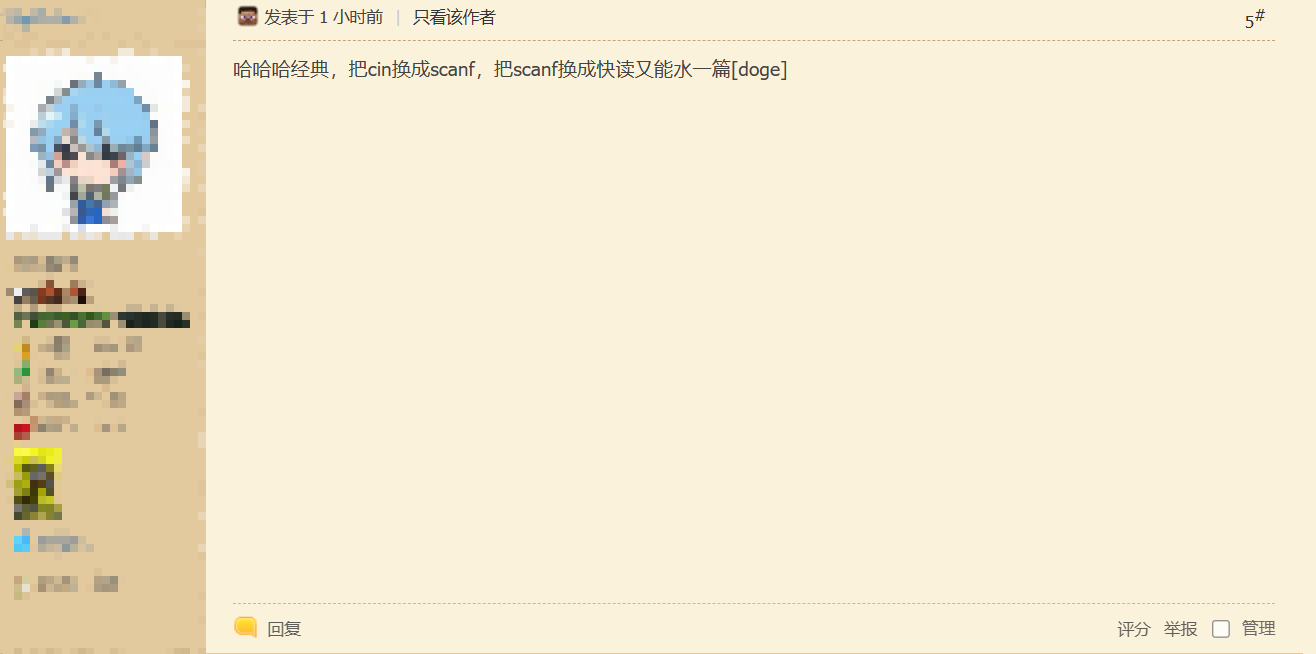 发表于 1 小时前 | 只看该作者
5#
哈哈哈经典，把cin换成scanf，把scanf换成快读又能水一篇[doge]
回复
评分 举报 管理